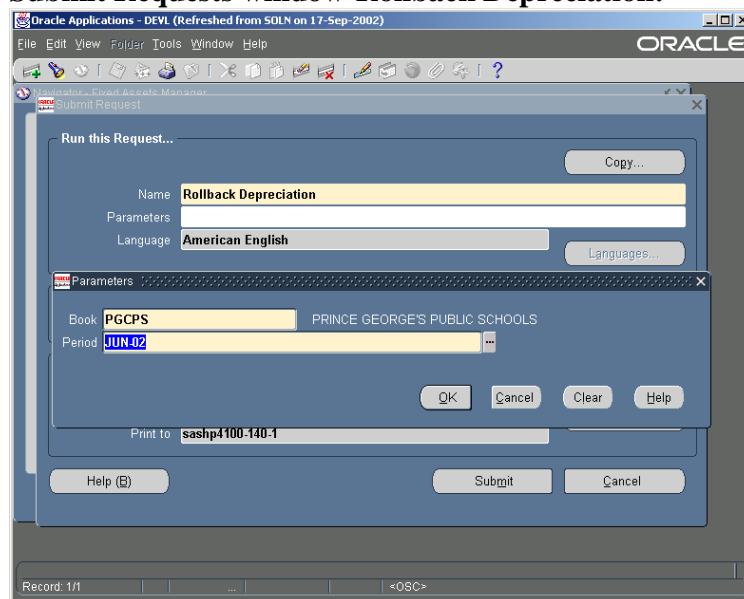 Submit Requests window-Rollback Depreciation:
Oracle Applications - DEVL (Refreshed from SOLN on 17-Sep-2002)
File Edit View Folder Tools Window Help
ORACLE
Navigator - Fixed Assets Manager
Submit Request
Run this Request...
Copy...
Name Rollback Depreciation
Parameters
Language American English
Languages...
Parameters
Book PGCPS PRINCE GEORGE'S PUBLIC SCHOOLS
Period JUN-02
OK Cancel Clear Help
Print to sashp4100-140-1
Help (B) Submit Cancel
Record: 1/1 ... <OSC>